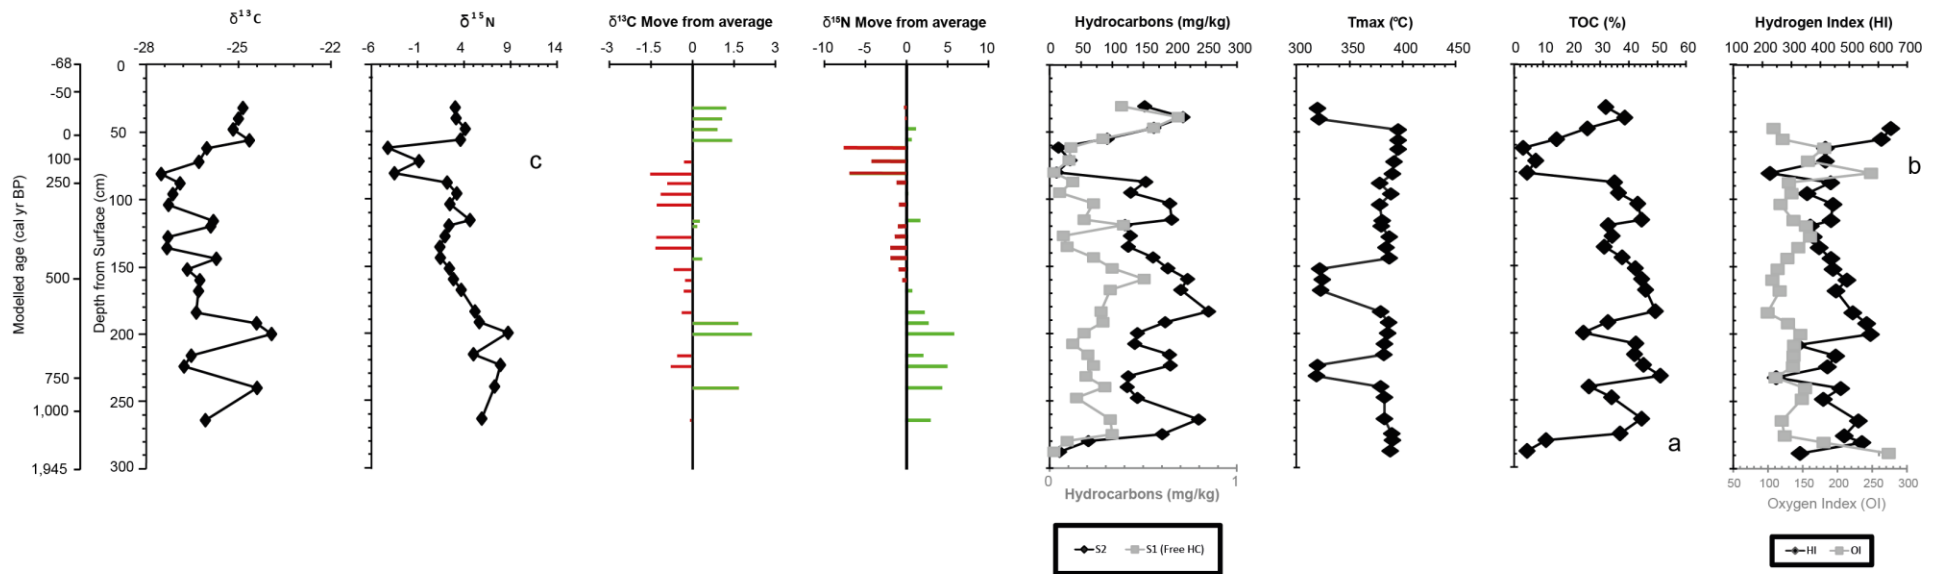 δ¹³C
δ¹⁵N
δ¹³C Move from average
δ¹⁵N Move from average
Hydrocarbons (mg/kg)
Tmax (ºC)
TOC (%)
Hydrogen Index (HI)
-28 -25 -22
-6 -1 4 9 14
-3 -1.5 0 1.5 3
-10 -5 0 5 10
0 50 100 150 200 250 300
300 350 400 450
0 10 20 30 40 50 60
100 200 300 400 500 600 700
Modelled age (cal yr BP)
-68
-50
0
100
250
500
750
1,000
1,945
Depth from Surface (cm)
0
50
100
150
200
250
300
c
b
a
0 1
Hydrocarbons (mg/kg)
50 100 150 200 250 300
Oxygen Index (OI)
S2 S1 (Free HC)
HI OI